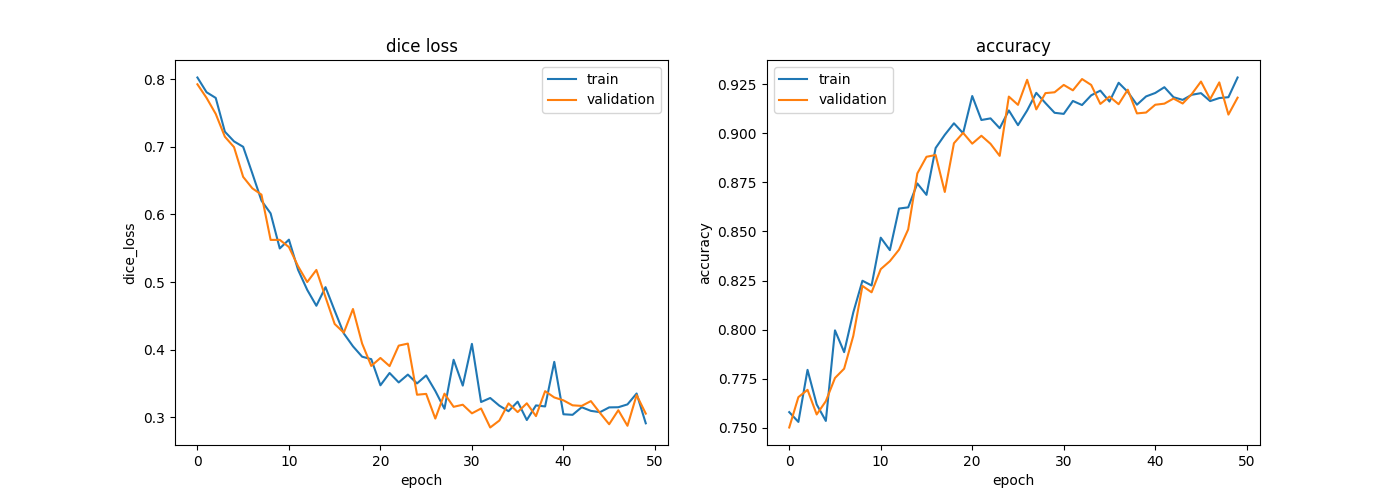 dice loss
train
validation
0.8
0.7
0.6
0.5
0.4
0.3
dice_loss
0 10 20 30 40 50
epoch
accuracy
train
validation
0.925
0.900
0.875
0.850
0.825
0.800
0.775
0.750
accuracy
0 10 20 30 40 50
epoch